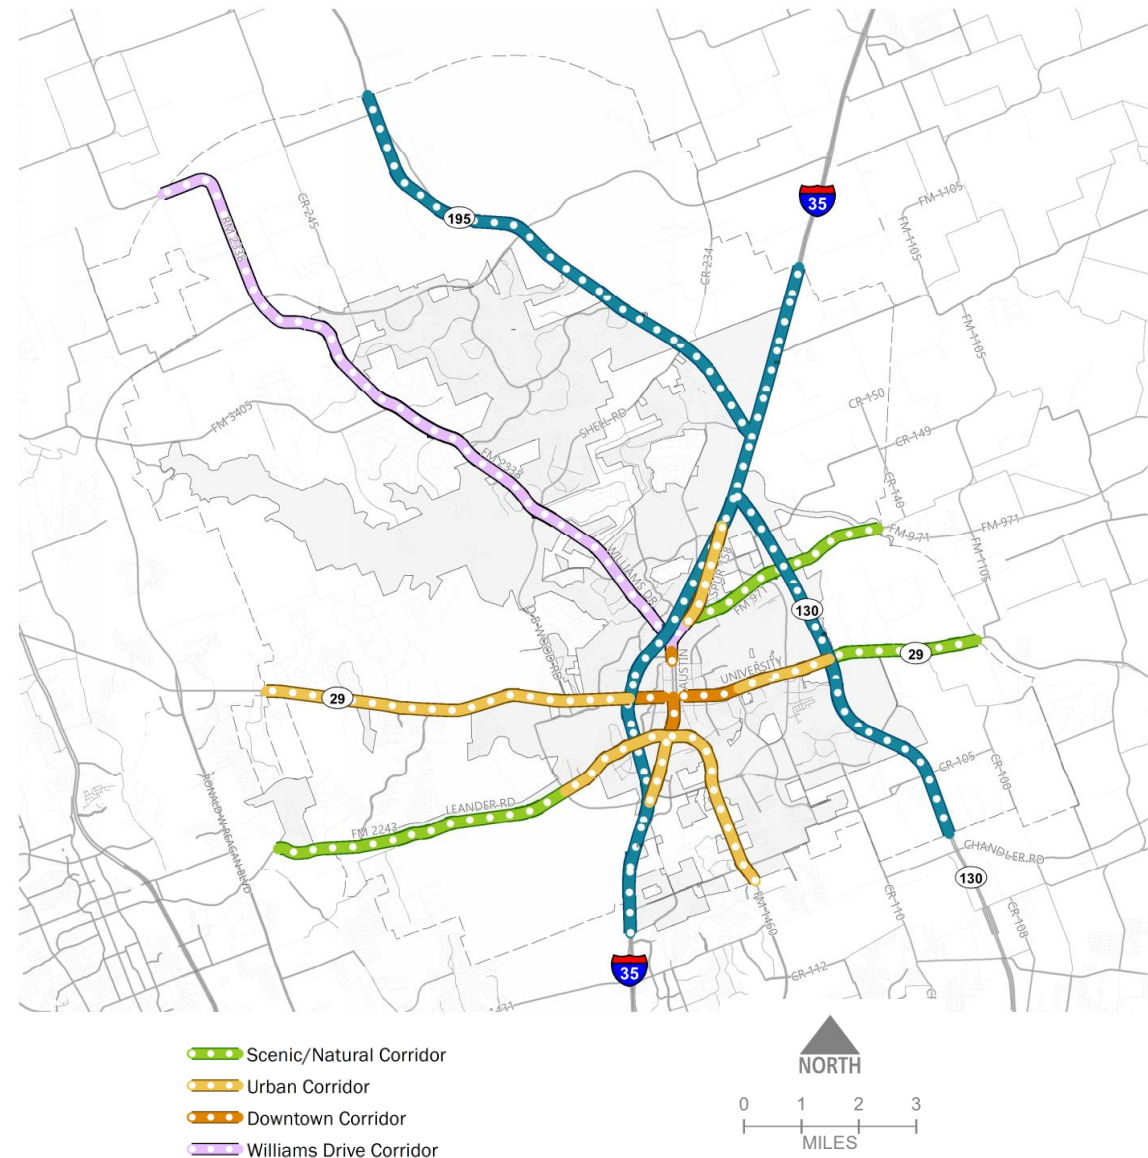 FM-1105
35
CR-245
195
FM-1105
RM 2338
CR-234
FM-1105
CR-150
FM 3405
SHELL RD
CR-149
FM 2338
CR-140
FM-971
FM-971
WILLIAMS DR
SPUR 158
FM-1105
FM 971
130
D B WOOD RD
29
AUSTIN
UNIVERSITY
29
CR-105
CR-100
RONALD W REAGAN BLVD
LEANDER RD
FM 2243
CHANDLER RD
130
FM-1460
CR-110
CR-108
35
CR-112
1431
NORTH
Scenic/Natural Corridor
Urban Corridor
0 1 2 3
Downtown Corridor
MILES
Williams Drive Corridor